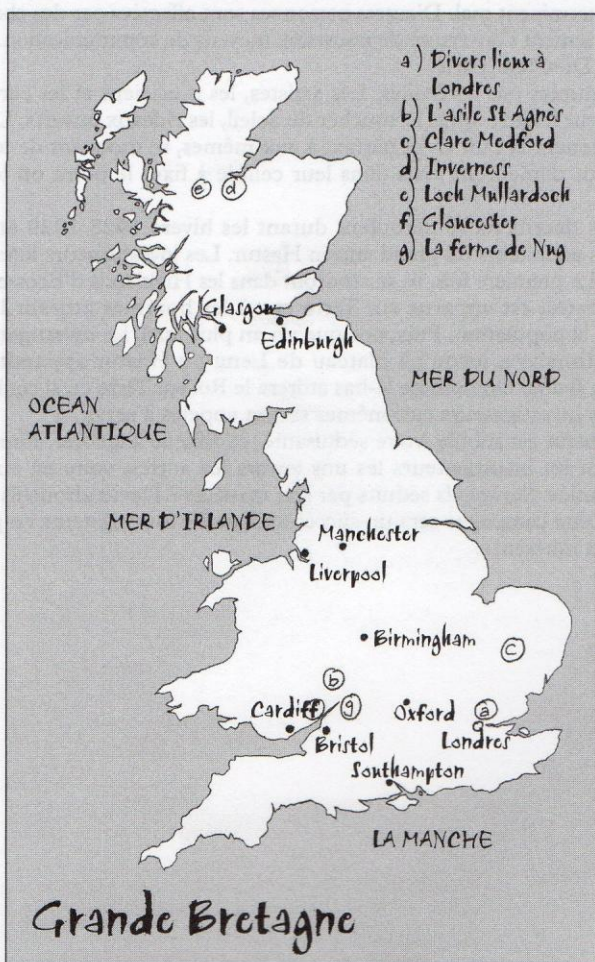 a) Divers lieux à
Londres
b) L'asile St Agnès
c) Clare Medford
d) Inverness
e) Loch Mullardoch
f) Gloucester
g) La ferme de Nug
e d
Glasgow
Edinburgh
MER DU NORD
OCEAN
ATLANTIQUE
MER D'IRLANDE
Manchester
Liverpool
Birmingham
c
b
Cardiff
g
Oxford
à
Bristol
Londres
Southampton
LA MANCHE
Grande Bretagne